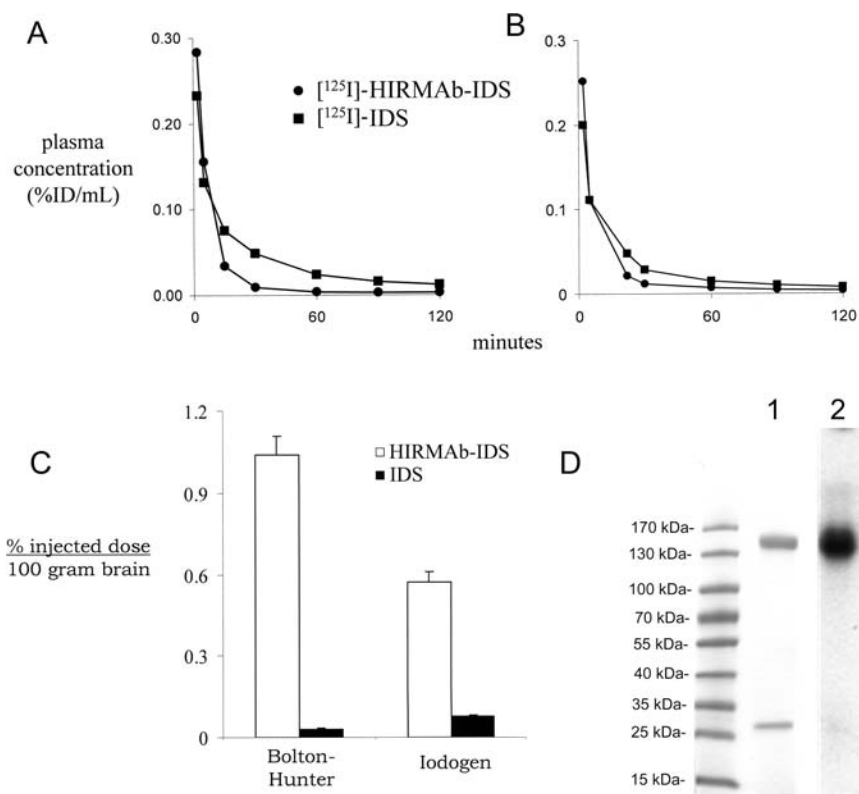 A
B
0.30
0.20
0.10
0.00
0.3
0.2
0.1
0
[¹²⁵I]-HIRMAb-IDS
[¹²⁵I]-IDS
plasma
concentration
(%ID/mL)
0
60
120
0
60
120
minutes
C
1.2
0.9
0.6
0.3
0
HIRMAb-IDS
IDS
% injected dose
100 gram brain
Bolton-
Hunter
Iodogen
D
1
2
170 kDa-
130 kDa-
100 kDa-
70 kDa-
55 kDa-
40 kDa-
35 kDa-
25 kDa-
15 kDa-